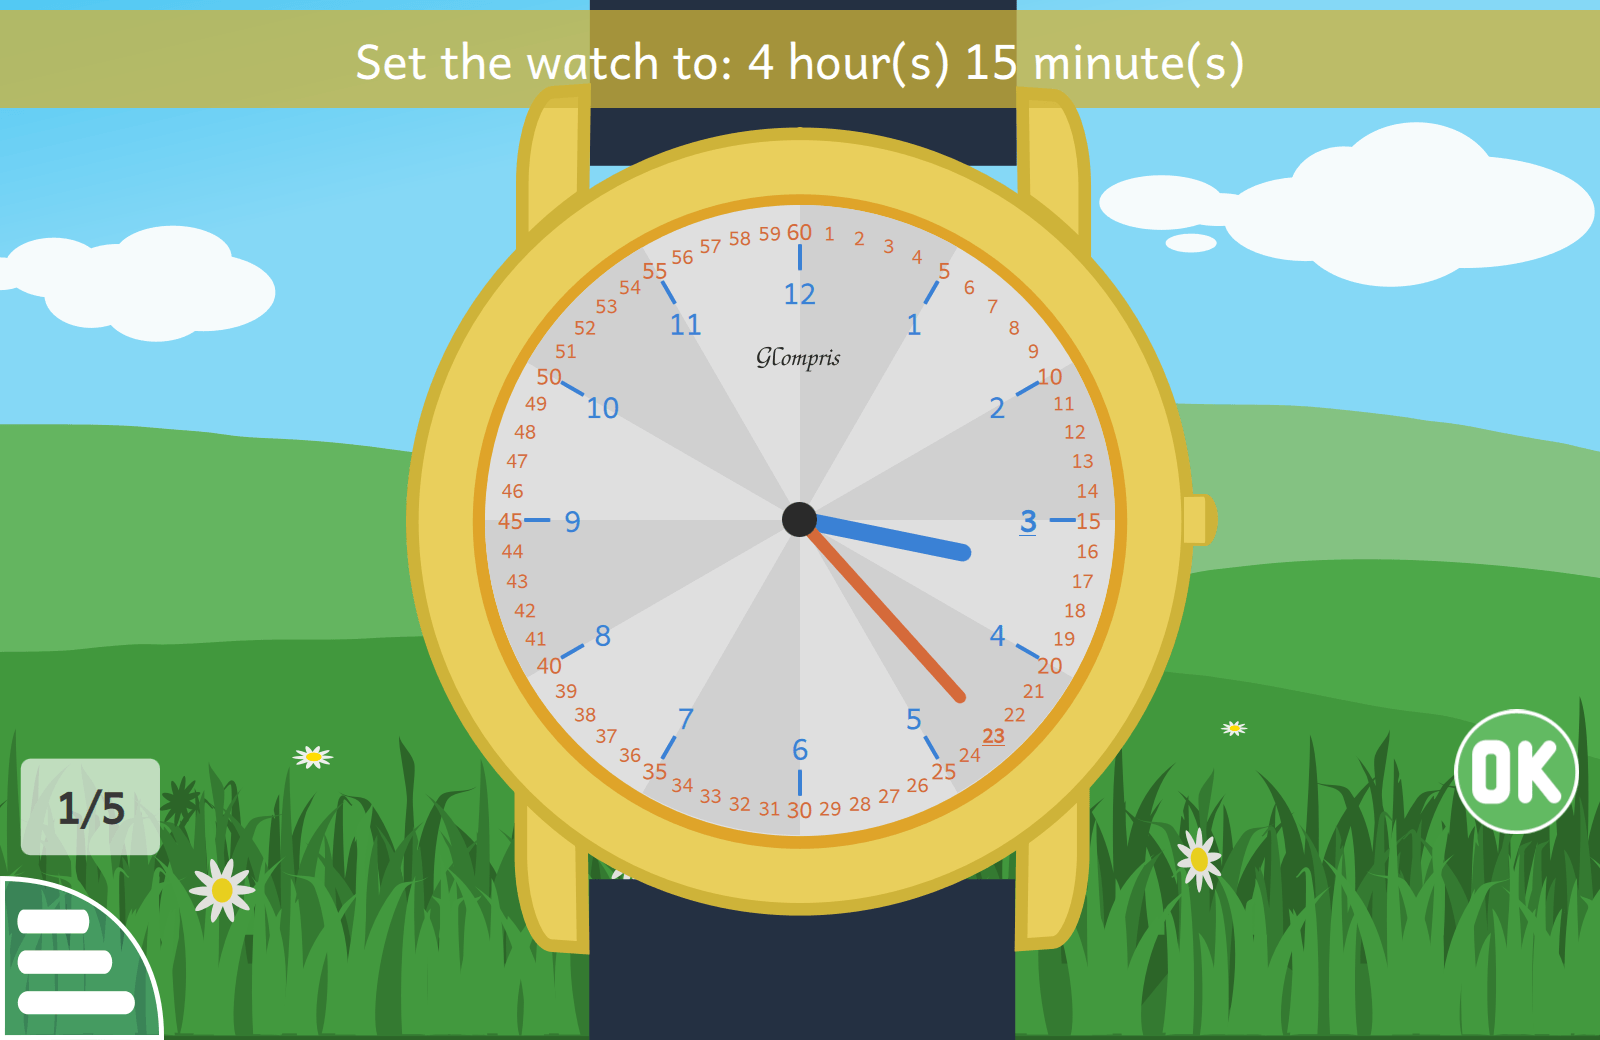 Set the watch to: 4 hour(s) 15 minute(s)
60 1 2 3 4 5 6 7 8 9 10 11 12 13 14 15 16 17 18 19 20 21 22 23 24 25 26 27 28 29 30 31 32 33 34 35 36 37 38 39 40 41 42 43 44 45 46 47 48 49 50 51 52 53 54 55 56 57 58 59
12 1 2 3 4 5 6 7 8 9 10 11
GCompris
OK
1/5